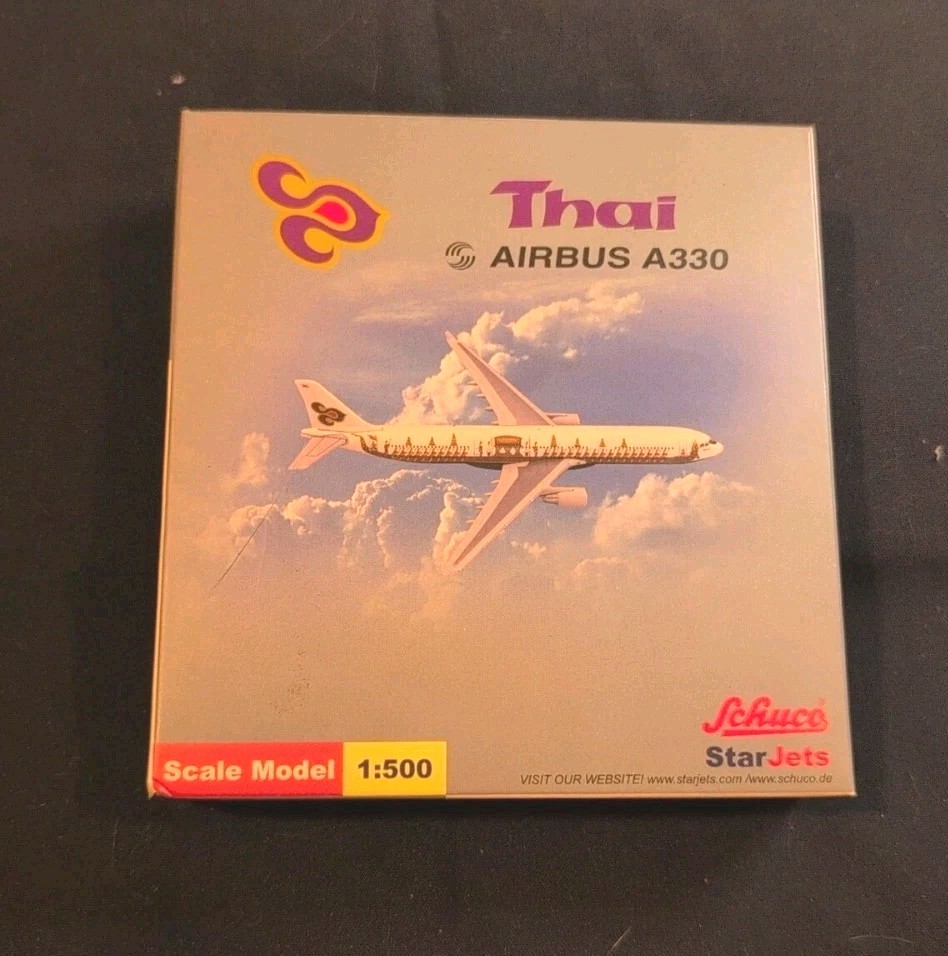 Thai
AIRBUS A330
Schuco
StarJets
Scale Model 1:500
VISIT OUR WEBSITE! www.starjets.com /www.schuco.de